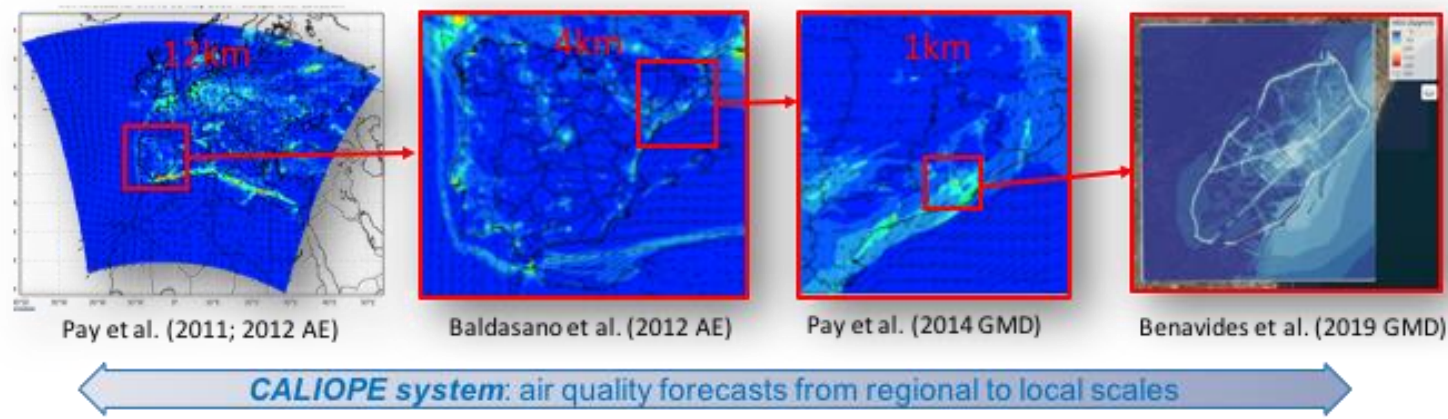 12km
4km
1km
Pay et al. (2011; 2012 AE)
Baldasano et al. (2012 AE)
Pay et al. (2014 GMD)
Benavides et al. (2019 GMD)
CALIOPE system: air quality forecasts from regional to local scales